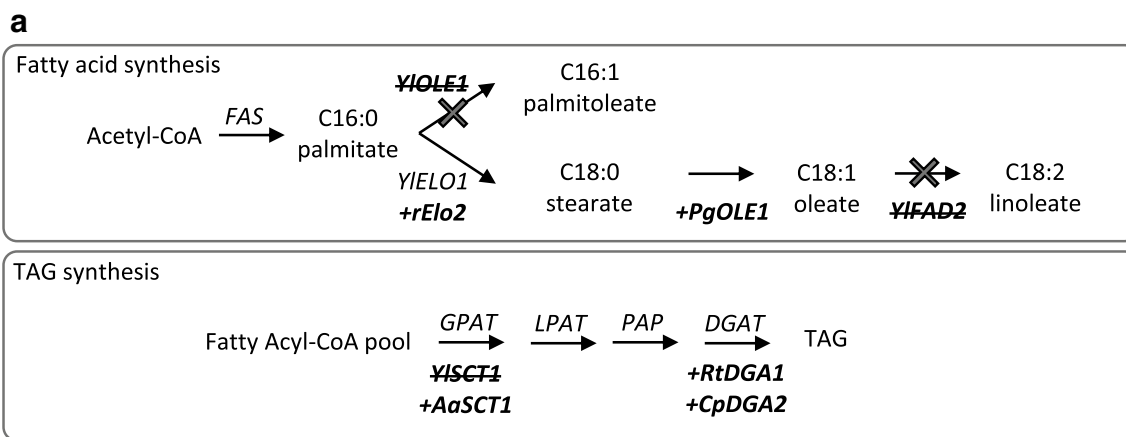 a
Fatty acid synthesis
YlOLE1
C16:1
palmitoleate
FAS
Acetyl-CoA
C16:0
palmitate
YlELO1
+rElo2
C18:0
stearate
+PgOLE1
C18:1
oleate
YlFAD2
C18:2
linoleate
TAG synthesis
Fatty Acyl-CoA pool
GPAT
LPAT
PAP
DGAT
TAG
YlSCT1
+AaSCT1
+RtDGA1
+CpDGA2